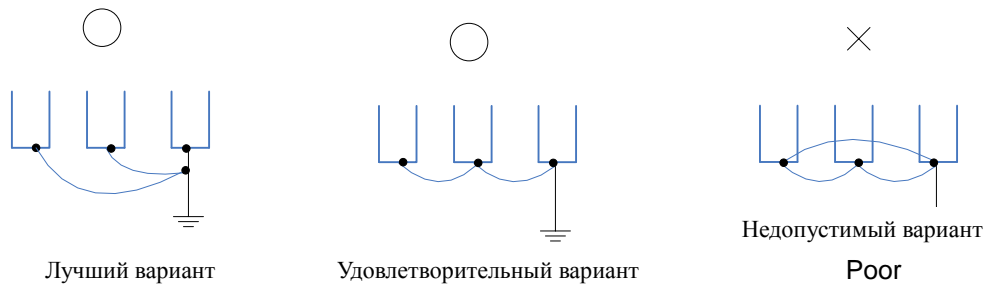 Лучший вариант
Удовлетворительный вариант
Недопустимый вариант
Poor